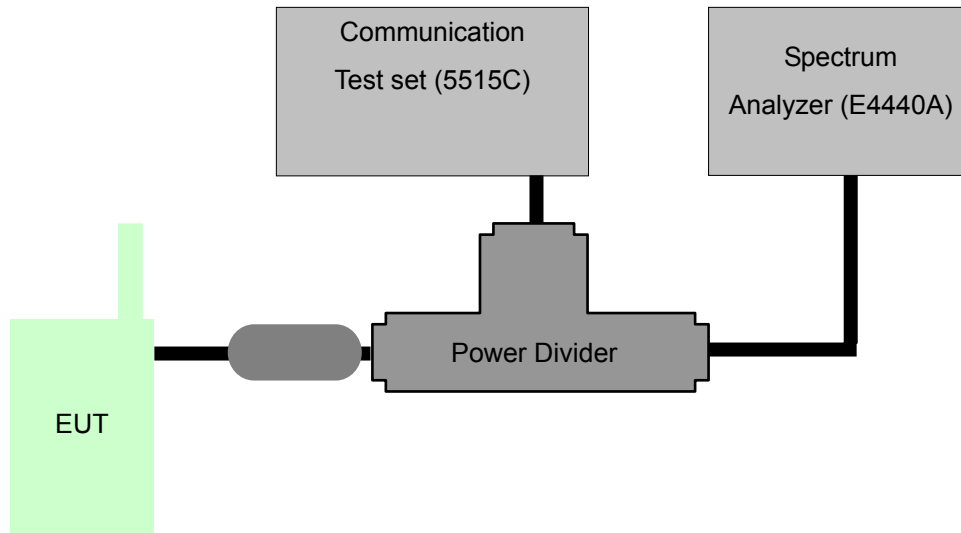 Communication
Test set (5515C)
Spectrum
Analyzer (E4440A)
Power Divider
EUT